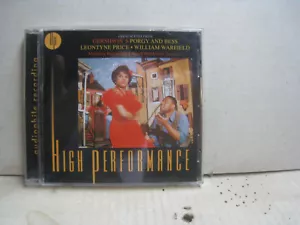 GERSHWIN'S PORGY AND BESS
LEONTYNE PRICE • WILLIAM WARFIELD
audiophile recording
HIGH PERFORMANCE